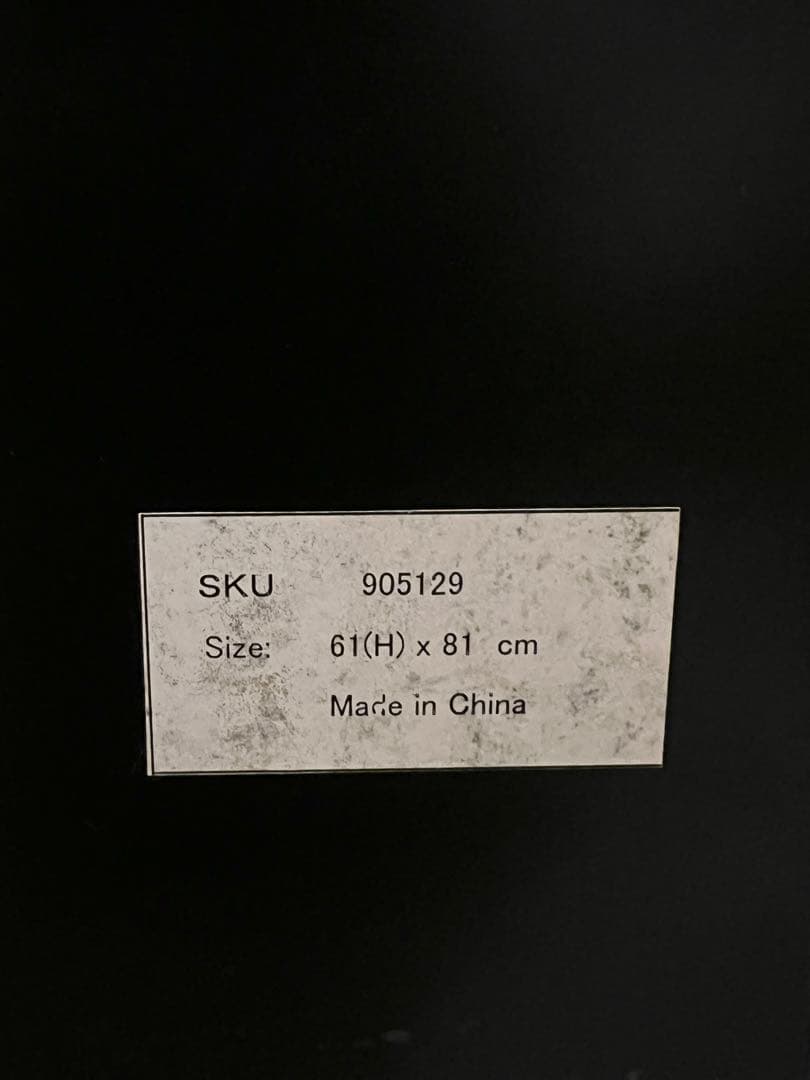 SKU 905129
Size: 61(H) x 81 cm
Made in China